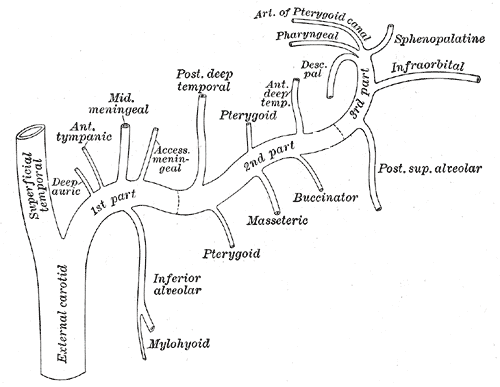 Art. of Pterygoid canal
Pharyngeal
Sphenopalatine
Desc.
pal
Infraorbital
Post. deep
temporal
Ant.
deep
temp.
3rd part
Mid.
meningeal
Pterygoid
Ant.
tympanic
Access.
menin-
geal
2nd part
Post. sup. alveolar
Deep
auric.
Superficial
temporal
1st part
Buccinator
Masseteric
Pterygoid
Inferior
alveolar
External carotid
Mylohyoid